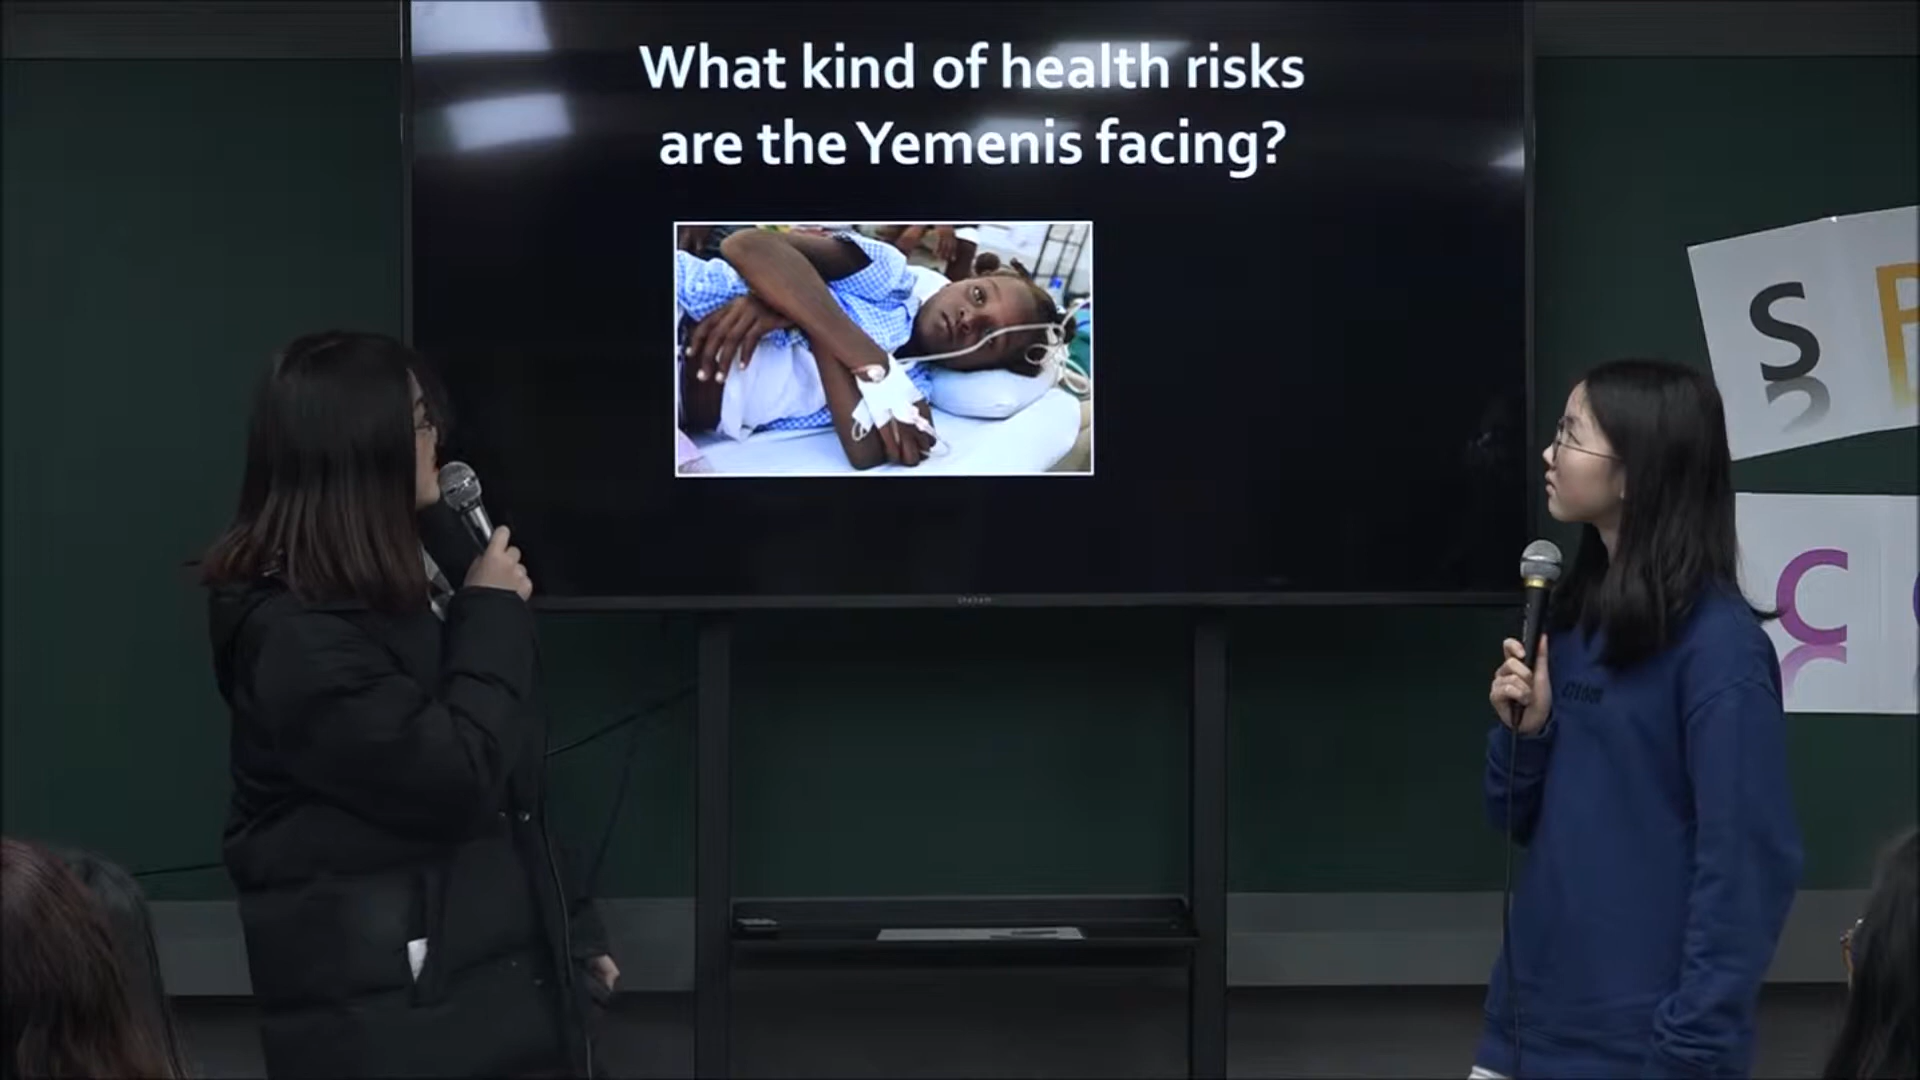 What kind of health risks
are the Yemenis facing?
S
C